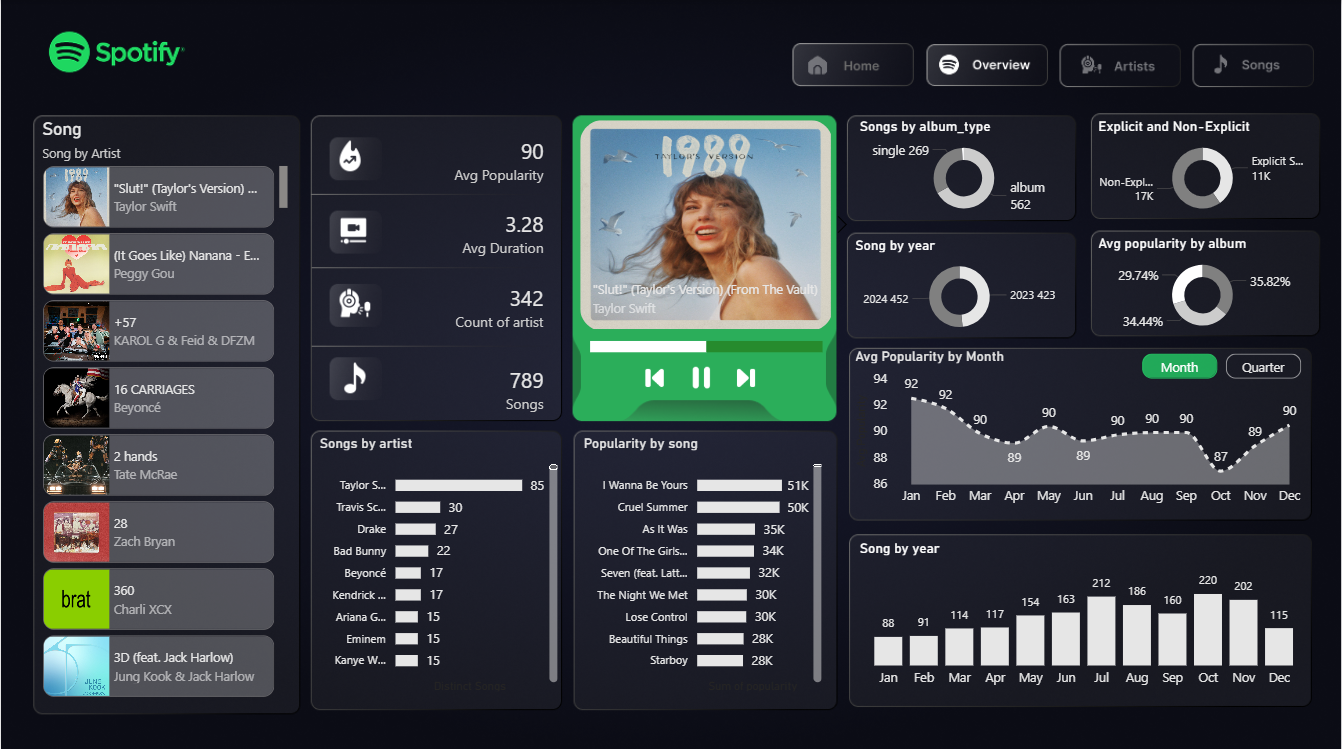 Spotify
Home
Overview
Artists
Songs
Song
Song by Artist
"Slut!" (Taylor's Version) ...
Taylor Swift
(It Goes Like) Nanana - E...
Peggy Gou
+57
KAROL G & Feid & DFZM
16 CARRIAGES
Beyoncé
2 hands
Tate McRae
28
Zach Bryan
brat
360
Charli XCX
3D (feat. Jack Harlow)
Jung Kook & Jack Harlow
90
Avg Popularity
3.28
Avg Duration
342
Count of artist
789
Songs
1989
TAYLOR'S VERSION
"Slut!" (Taylor's Version) (From The Vault)
Taylor Swift
Songs by artist
Taylor S... 85
Travis Sc... 30
Drake 27
Bad Bunny 22
Beyoncé 17
Kendrick ... 17
Ariana G... 15
Eminem 15
Kanye W... 15
Distinct Songs
Popularity by song
I Wanna Be Yours 51K
Cruel Summer 50K
As It Was 35K
One Of The Girls... 34K
Seven (feat. Latt... 32K
The Night We Met 30K
Lose Control 30K
Beautiful Things 28K
Starboy 28K
Sum of popularity
Songs by album_type
single 269
album
562
Explicit and Non-Explicit
Explicit S...
11K
Non-Expl...
17K
Song by year
2024 452
2023 423
Avg popularity by album
29.74%
35.82%
34.44%
Avg Popularity by Month
Month
Quarter
94
92
90
88
86
92 92 90 89 90 89 90 90 90 87 89 90
Jan Feb Mar Apr May Jun Jul Aug Sep Oct Nov Dec
Song by year
88 91 114 117 154 163 212 186 160 220 202 115
Jan Feb Mar Apr May Jun Jul Aug Sep Oct Nov Dec